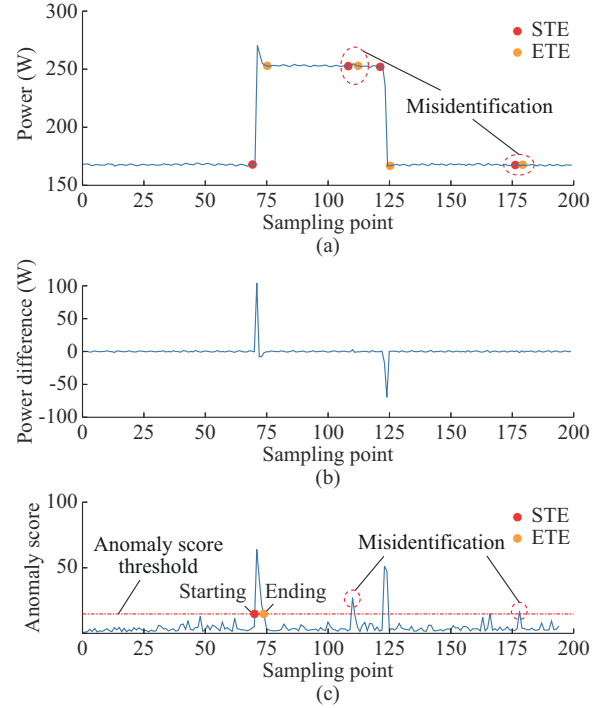 300
STE
ETE
Power (W)
250
Misidentification
200
150
0
25
50
75
100
125
150
175
200
Sampling point
(a)
Power difference (W)
100
50
0
-50
-100
0
25
50
75
100
125
150
175
200
Sampling point
(b)
Anomaly score
100
STE
ETE
Anomaly score
threshold
Misidentification
50
Starting
Ending
0
25
50
75
100
125
150
175
200
Sampling point
(c)